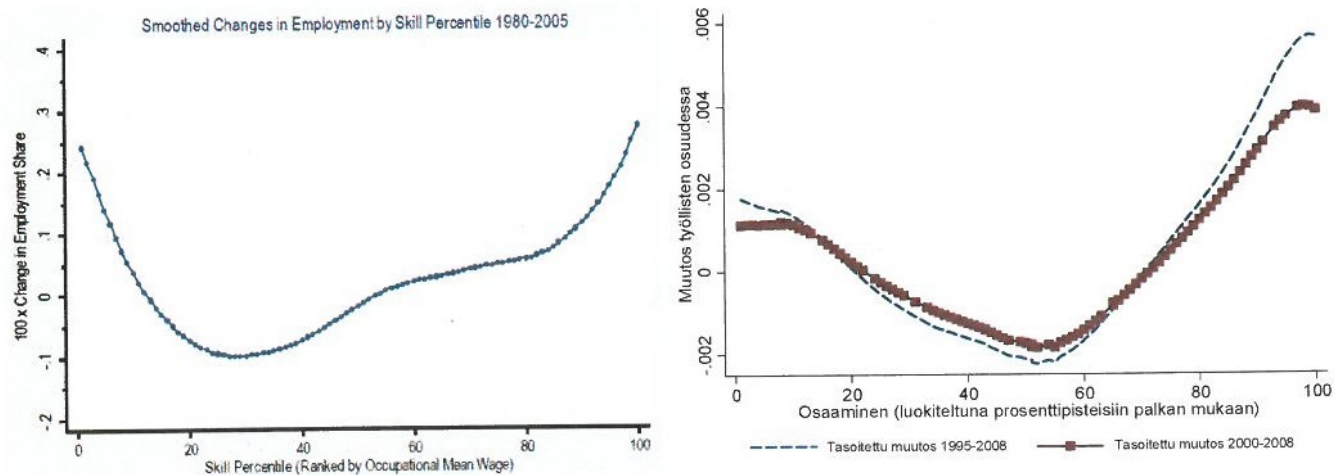 Smoothed Changes in Employment by Skill Percentile 1980-2005
100 x Change in Employment Share
.4
.3
.2
.1
0
-.1
-.2
0 20 40 60 80 100
Skill Percentile (Ranked by Occupational Mean Wage)
Muutos työllisten osuudessa
.006
.004
.002
0
-.002
0 20 40 60 80 100
Osaaminen (luokiteltuna prosenttipisteisiin palkan mukaan)
Tasoitettu muutos 1995-2008 Tasoitettu muutos 2000-2008